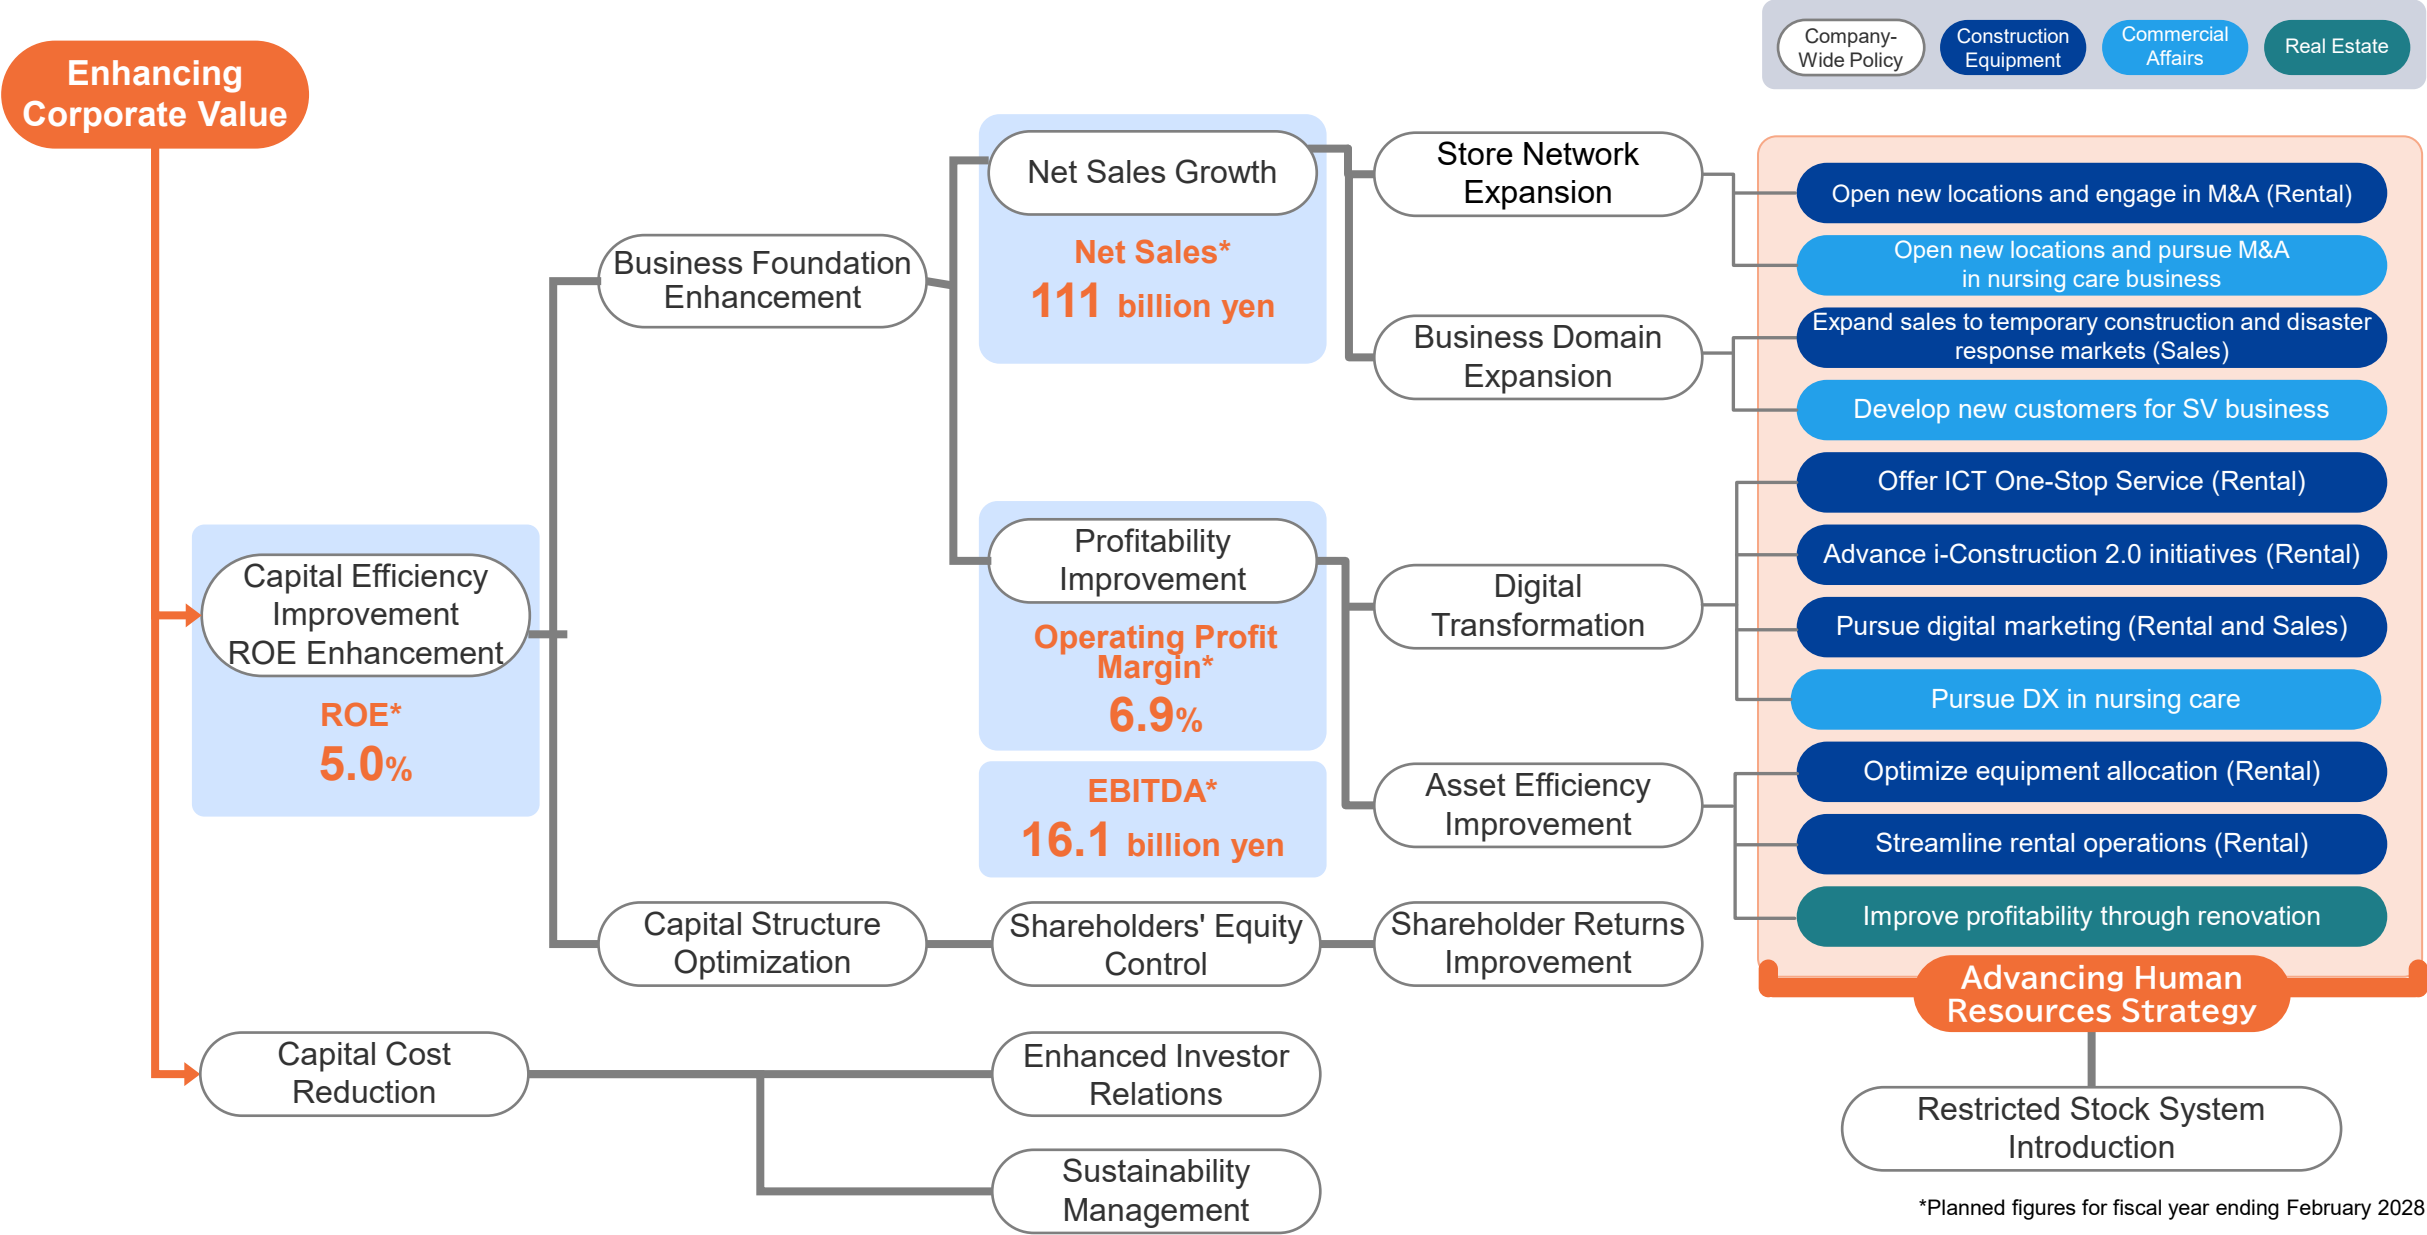 Company-
Wide Policy
Construction
Equipment
Commercial
Affairs
Real Estate
Enhancing
Corporate Value
Capital Efficiency
Improvement
ROE Enhancement
ROE*
5.0%
Capital Cost
Reduction
Business Foundation
Enhancement
Capital Structure
Optimization
Net Sales Growth
Net Sales*
111 billion yen
Profitability
Improvement
Operating Profit
Margin*
6.9%
EBITDA*
16.1 billion yen
Shareholders' Equity
Control
Enhanced Investor
Relations
Sustainability
Management
Store Network
Expansion
Business Domain
Expansion
Digital
Transformation
Asset Efficiency
Improvement
Shareholder Returns
Improvement
Open new locations and engage in M&A (Rental)
Open new locations and pursue M&A
in nursing care business
Expand sales to temporary construction and disaster
response markets (Sales)
Develop new customers for SV business
Offer ICT One-Stop Service (Rental)
Advance i-Construction 2.0 initiatives (Rental)
Pursue digital marketing (Rental and Sales)
Pursue DX in nursing care
Optimize equipment allocation (Rental)
Streamline rental operations (Rental)
Improve profitability through renovation
Advancing Human
Resources Strategy
Restricted Stock System
Introduction
*Planned figures for fiscal year ending February 2028